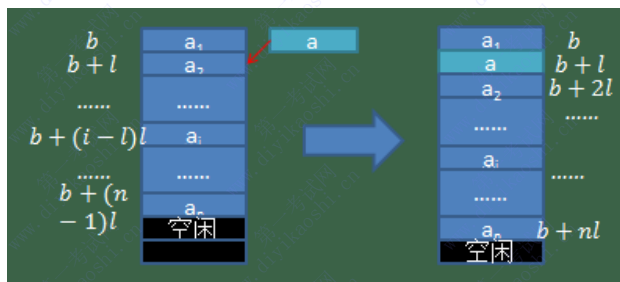 b
b + l
……
b + (i − l)l
……
b + (n
− 1)l
a₁
a₂
……
aᵢ
……
aₙ
空闲
a
a₁
a
a₂
……
aᵢ
……
aₙ
空闲
b
b + l
b + 2l
……
……
b + nl